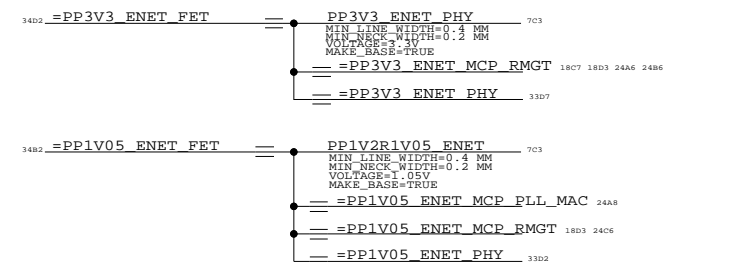 34D2 =PP3V3_ENET_FET PP3V3_ENET_PHY 7C3
MIN_LINE_WIDTH=0.4 MM
MIN_NECK_WIDTH=0.2 MM
VOLTAGE=3.3V
MAKE_BASE=TRUE
=PP3V3_ENET_MCP_RMGT 18C7 18D3 24A6 24B6
=PP3V3_ENET_PHY 33D7
34B2 =PP1V05_ENET_FET PP1V2R1V05_ENET 7C3
MIN_LINE_WIDTH=0.4 MM
MIN_NECK_WIDTH=0.2 MM
VOLTAGE=1.05V
MAKE_BASE=TRUE
=PP1V05_ENET_MCP_PLL_MAC 24A8
=PP1V05_ENET_MCP_RMGT 18D3 24C6
=PP1V05_ENET_PHY 33D2